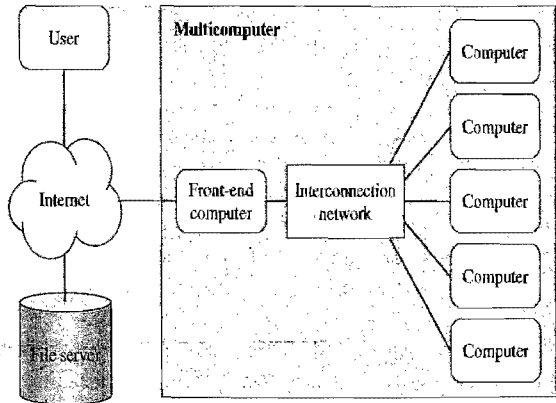 User
Multicomputer
Computer
Computer
Internet
Front-end
computer
Interconnection
network
Computer
Computer
File server
Computer